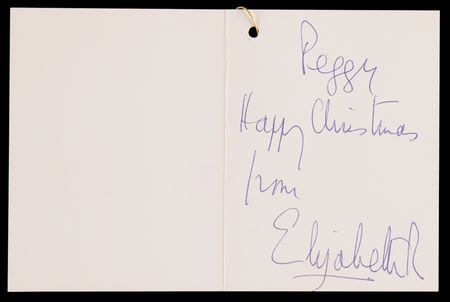 Peggy
Happy Christmas
from
Elizabeth R